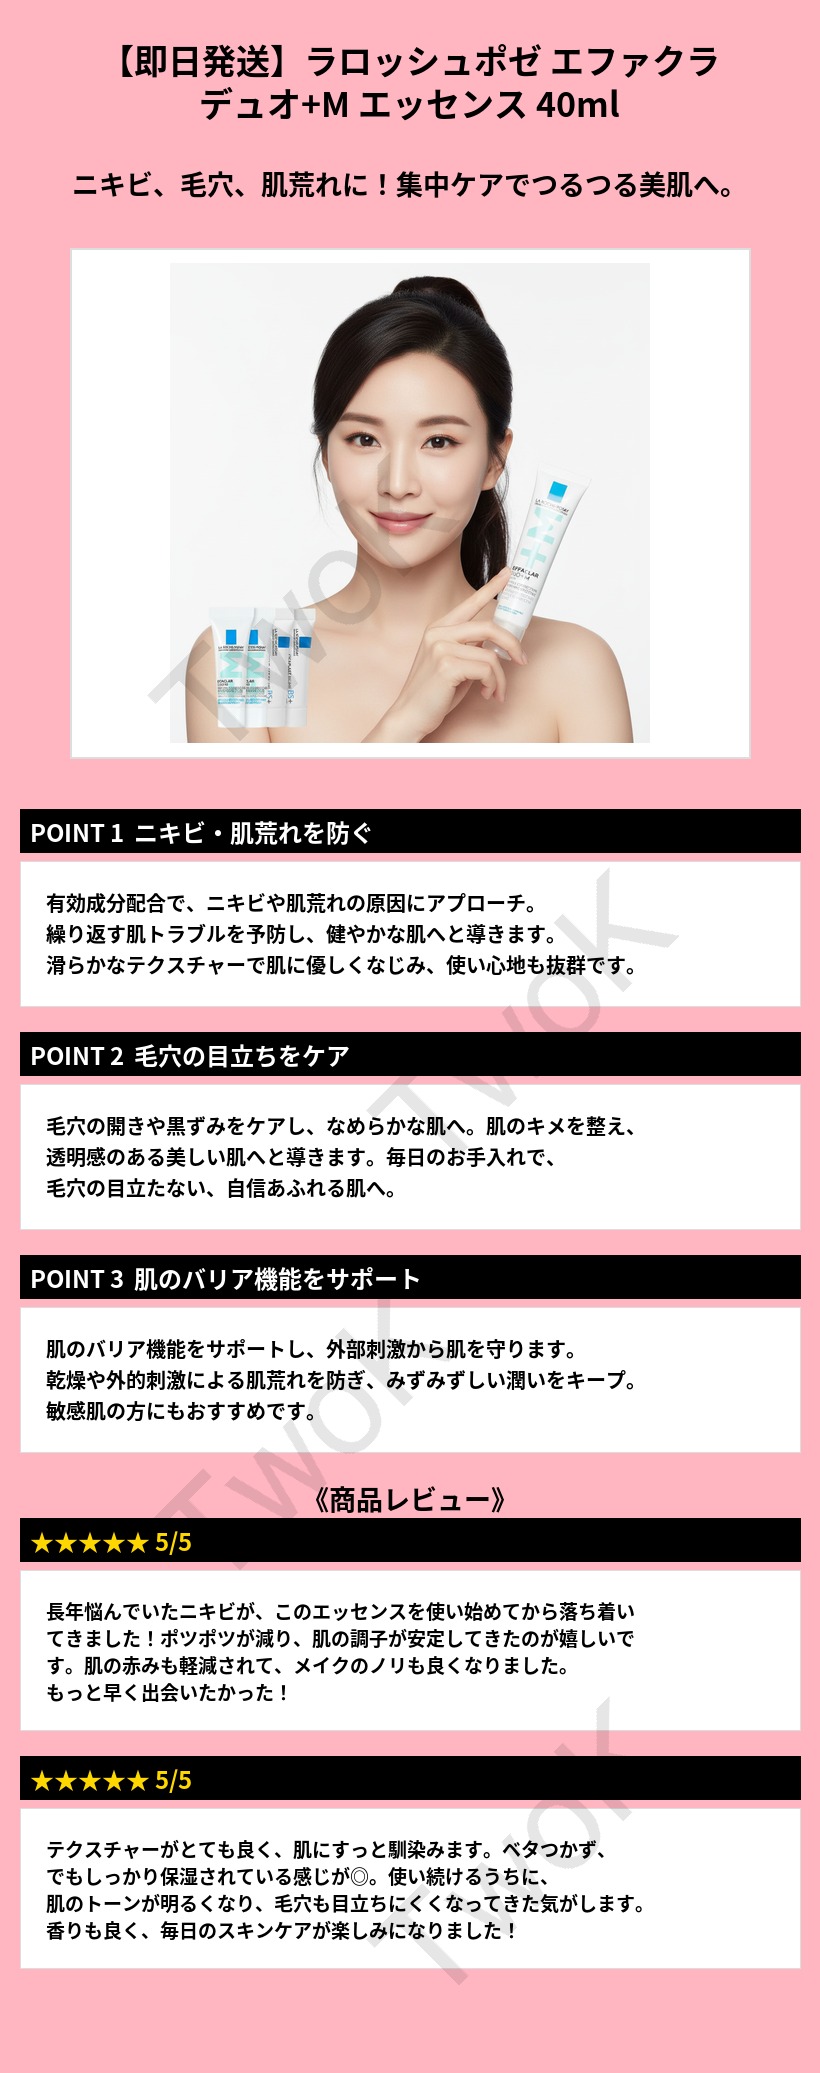 【即日発送】ラロッシュポゼ エファクラ
デュオ+M エッセンス 40ml
ニキビ、毛穴、肌荒れに！集中ケアでつるつる美肌へ。
LA ROCHE-POSAY
EFFACLAR
DUO+M
LA ROCHE-POSAY
EFFACLAR
B5+
B5+
TwoK
POINT 1 ニキビ・肌荒れを防ぐ
有効成分配合で、ニキビや肌荒れの原因にアプローチ。
繰り返す肌トラブルを予防し、健やかな肌へと導きます。
滑らかなテクスチャーで肌に優しくなじみ、使い心地も抜群です。
TwoK
POINT 2 毛穴の目立ちをケア
毛穴の開きや黒ずみをケアし、なめらかな肌へ。肌のキメを整え、
透明感のある美しい肌へと導きます。毎日のお手入れで、
毛穴の目立たない、自信あふれる肌へ。
POINT 3 肌のバリア機能をサポート
肌のバリア機能をサポートし、外部刺激から肌を守ります。
乾燥や外的刺激による肌荒れを防ぎ、みずみずしい潤いをキープ。
敏感肌の方にもおすすめです。
TwoK
《商品レビュー》
★★★★★ 5/5
長年悩んでいたニキビが、このエッセンスを使い始めてから落ち着い
てきました！ポツポツが減り、肌の調子が安定してきたのが嬉しいで
す。肌の赤みも軽減されて、メイクのノリも良くなりました。
もっと早く出会いたかった！
★★★★★ 5/5
テクスチャーがとても良く、肌にすっと馴染みます。ベタつかず、
でもしっかり保湿されている感じが◎。使い続けるうちに、
肌のトーンが明るくなり、毛穴も目立ちにくくなってきた気がします。
香りも良く、毎日のスキンケアが楽しみになりました！
TwoK